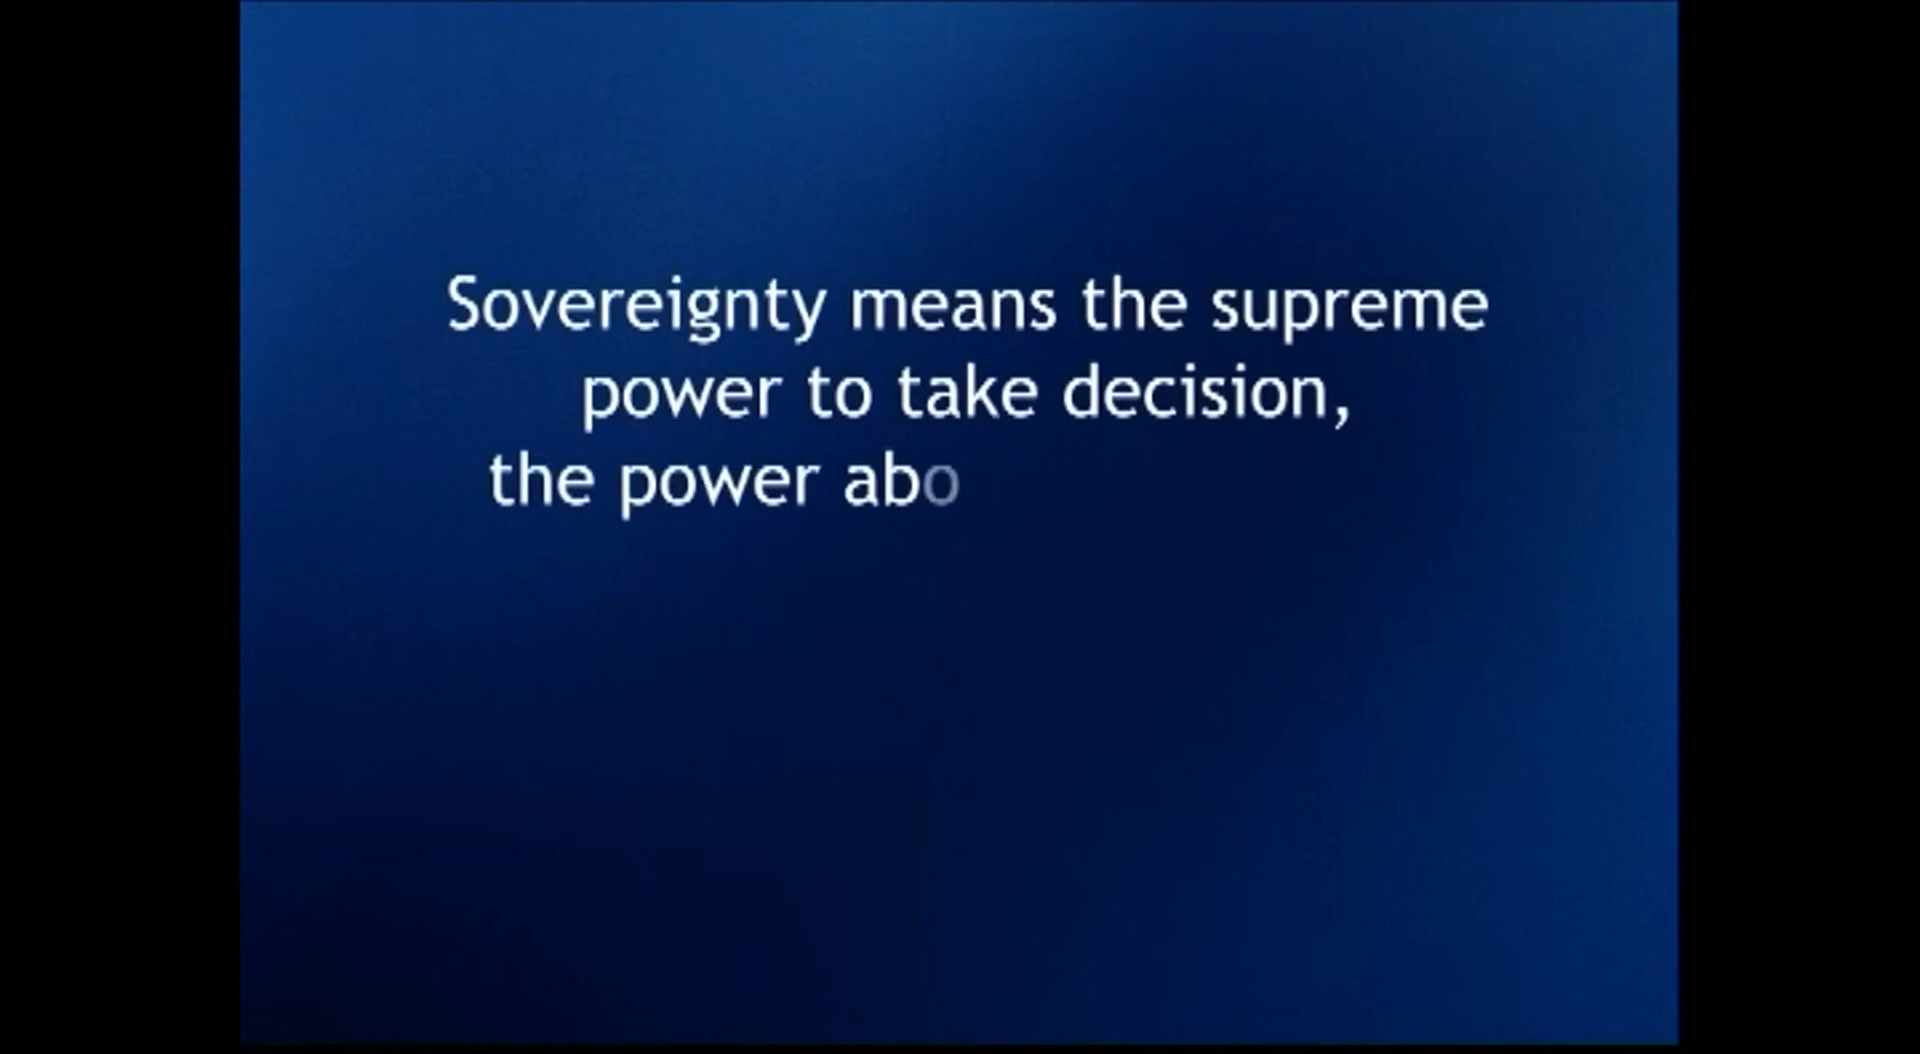 Sovereignty means the supreme
power to take decision,
the power abo